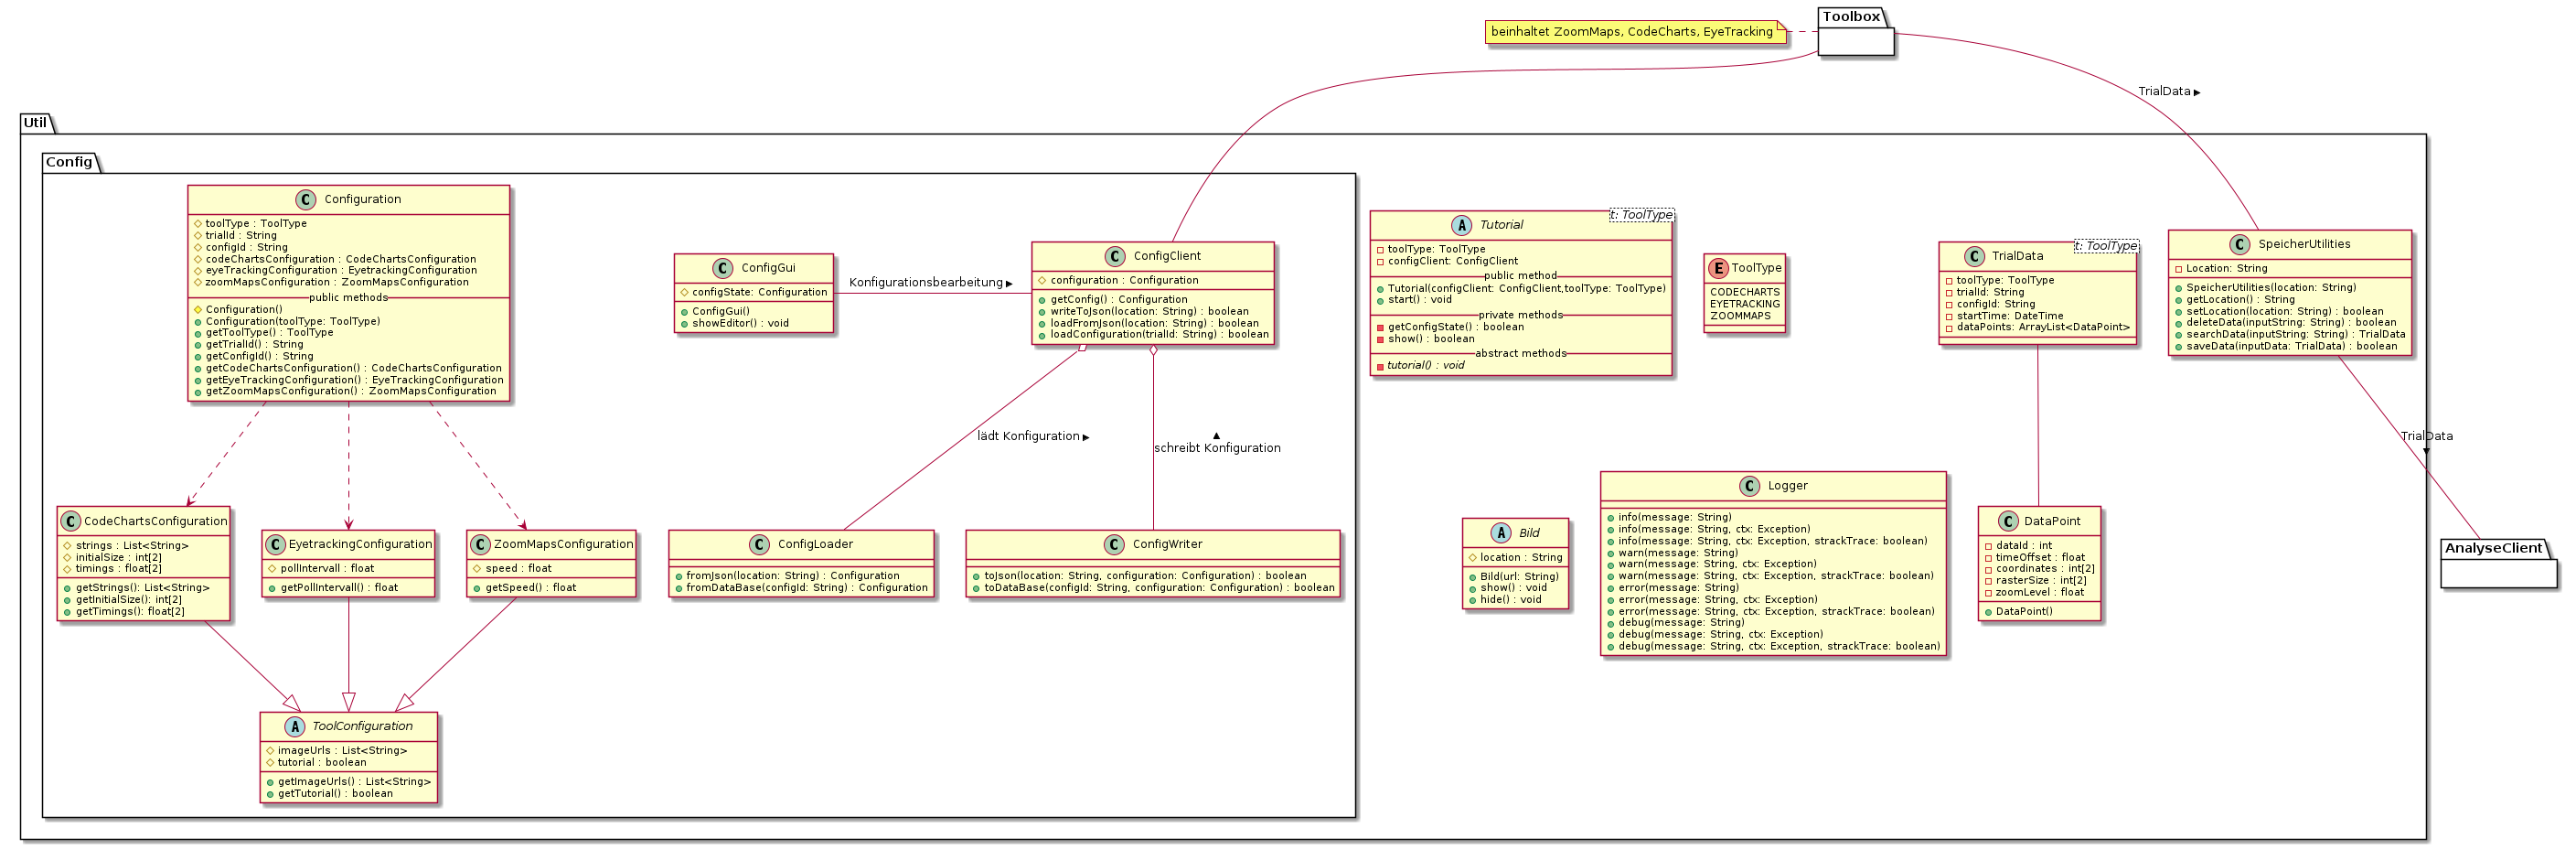 Toolbox
beinhaltet ZoomMaps, CodeCharts, EyeTracking
TrialData ▶
Util
Config
C Configuration
toolType : ToolType
trialId : String
configId : String
codeChartsConfiguration : CodeChartsConfiguration
eyeTrackingConfiguration : EyetrackingConfiguration
zoomMapsConfiguration : ZoomMapsConfiguration
public methods
Configuration()
Configuration(toolType: ToolType)
getToolType() : ToolType
getTrialId() : String
getConfigId() : String
getCodeChartsConfiguration() : CodeChartsConfiguration
getEyeTrackingConfiguration() : EyeTrackingConfiguration
getZoomMapsConfiguration() : ZoomMapsConfiguration
C ConfigGui
configState: Configuration
ConfigGui()
showEditor() : void
Konfigurationsbearbeitung ▶
C ConfigClient
configuration : Configuration
getConfig() : Configuration
writeToJson(location: String) : boolean
loadFromJson(location: String) : boolean
loadConfiguration(trialId: String) : boolean
A Tutorial
t: ToolType
toolType: ToolType
configClient: ConfigClient
public method
Tutorial(configClient: ConfigClient,toolType: ToolType)
start() : void
private methods
getConfigState() : boolean
show() : boolean
abstract methods
tutorial() : void
E ToolType
CODECHARTS
EYETRACKING
ZOOMMAPS
C TrialData
t: ToolType
toolType: ToolType
trialId: String
configId: String
startTime: DateTime
dataPoints: ArrayList<DataPoint>
C SpeicherUtilities
Location: String
SpeicherUtilities(location: String)
getLocation() : String
setLocation(location: String) : boolean
deleteData(inputString: String) : boolean
searchData(inputString: String) : TrialData
saveData(inputData: TrialData) : boolean
lädt Konfiguration ▶
▲
schreibt Konfiguration
TrialData
▼
C CodeChartsConfiguration
strings : List<String>
initialSize : int[2]
timings : float[2]
getStrings(): List<String>
getInitialSize(): int[2]
getTimings(): float[2]
C EyetrackingConfiguration
pollIntervall : float
getPollIntervall() : float
C ZoomMapsConfiguration
speed : float
getSpeed() : float
C ConfigLoader
fromJson(location: String) : Configuration
fromDataBase(configId: String) : Configuration
C ConfigWriter
toJson(location: String, configuration: Configuration) : boolean
toDataBase(configId: String, configuration: Configuration) : boolean
A Bild
location : String
Bild(url: String)
show() : void
hide() : void
C Logger
info(message: String)
info(message: String, ctx: Exception)
info(message: String, ctx: Exception, strackTrace: boolean)
warn(message: String)
warn(message: String, ctx: Exception)
warn(message: String, ctx: Exception, strackTrace: boolean)
error(message: String)
error(message: String, ctx: Exception)
error(message: String, ctx: Exception, strackTrace: boolean)
debug(message: String)
debug(message: String, ctx: Exception)
debug(message: String, ctx: Exception, strackTrace: boolean)
C DataPoint
dataId : int
timeOffset : float
coordinates : int[2]
rasterSize : int[2]
zoomLevel : float
DataPoint()
AnalyseClient
A ToolConfiguration
imageUrls : List<String>
tutorial : boolean
getImageUrls() : List<String>
getTutorial() : boolean